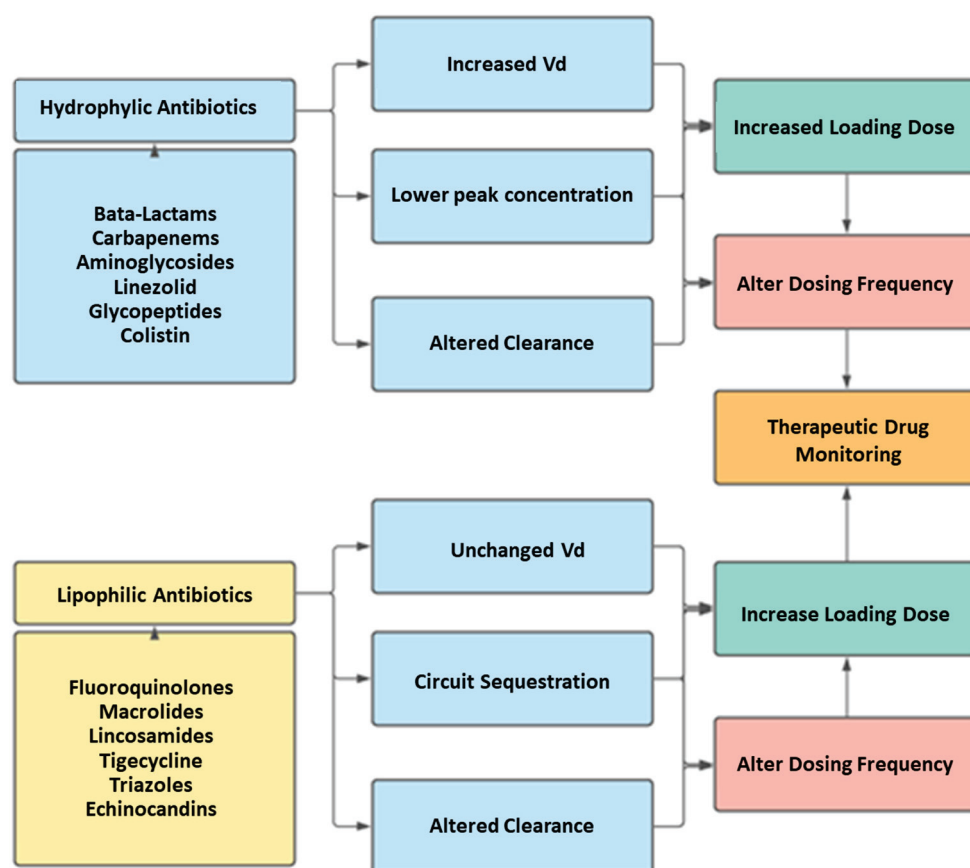 Hydrophylic Antibiotics
Bata-Lactams
Carbapenems
Aminoglycosides
Linezolid
Glycopeptides
Colistin
Increased Vd
Lower peak concentration
Altered Clearance
Increased Loading Dose
Alter Dosing Frequency
Therapeutic Drug
Monitoring
Lipophilic Antibiotics
Fluoroquinolones
Macrolides
Lincosamides
Tigecycline
Triazoles
Echinocandins
Unchanged Vd
Circuit Sequestration
Altered Clearance
Increase Loading Dose
Alter Dosing Frequency